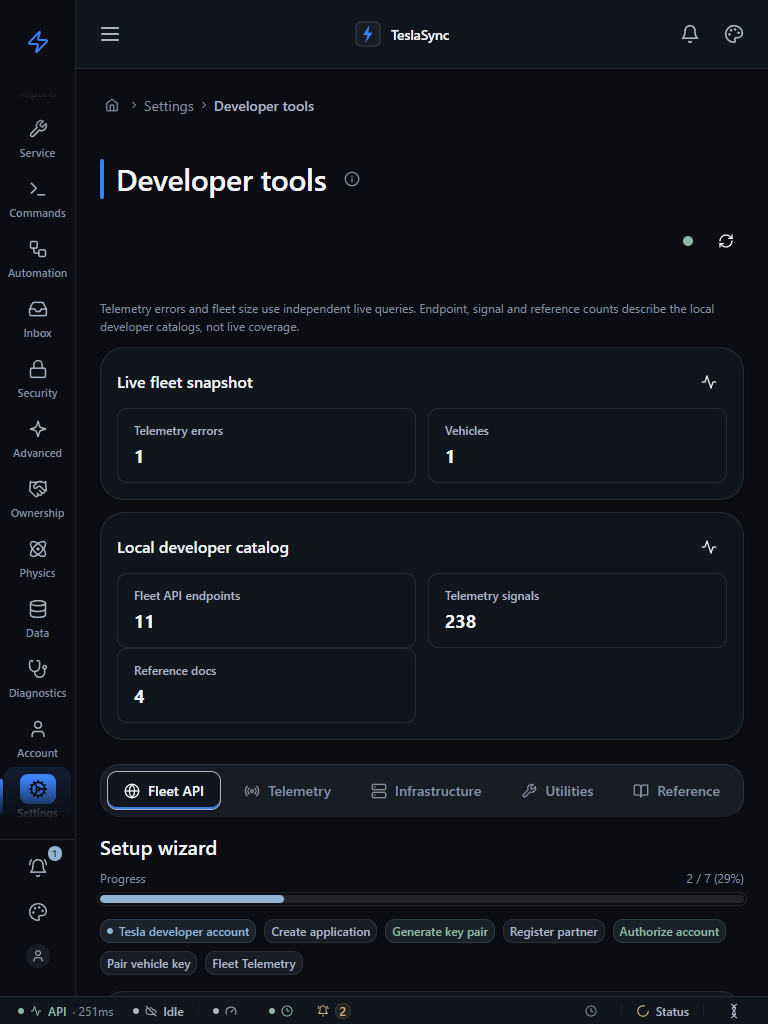 TeslaSync
Reports
Service
Commands
Automation
Inbox
Security
Advanced
Ownership
Physics
Data
Diagnostics
Account
Settings
1
Settings
Developer tools
Developer tools
Telemetry errors and fleet size use independent live queries. Endpoint, signal and reference counts describe the local
developer catalogs, not live coverage.
Live fleet snapshot
Telemetry errors
1
Vehicles
1
Local developer catalog
Fleet API endpoints
11
Telemetry signals
238
Reference docs
4
Fleet API
Telemetry
Infrastructure
Utilities
Reference
Setup wizard
Progress
2 / 7 (29%)
Tesla developer account
Create application
Generate key pair
Register partner
Authorize account
Pair vehicle key
Fleet Telemetry
API · 251ms
Idle
2
Status